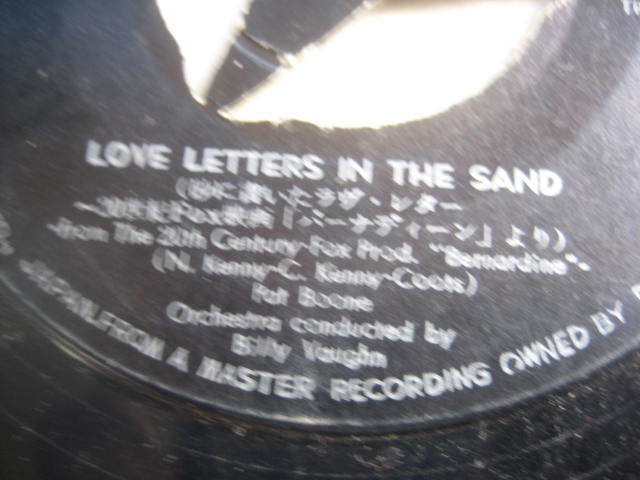 LOVE LETTERS IN THE SAND
(砂に書いたラヴ・レター
~20世紀Fox映画「バーナディーン」より)
-from The 20th Century-Fox Prod. "Bernardine"-
(N. Kenny-C. Kenny-Coots)
Pat Boone
Orchestra conducted by
Billy Vaughn
JAPAN.FROM A MASTER RECORDING OWNED BY